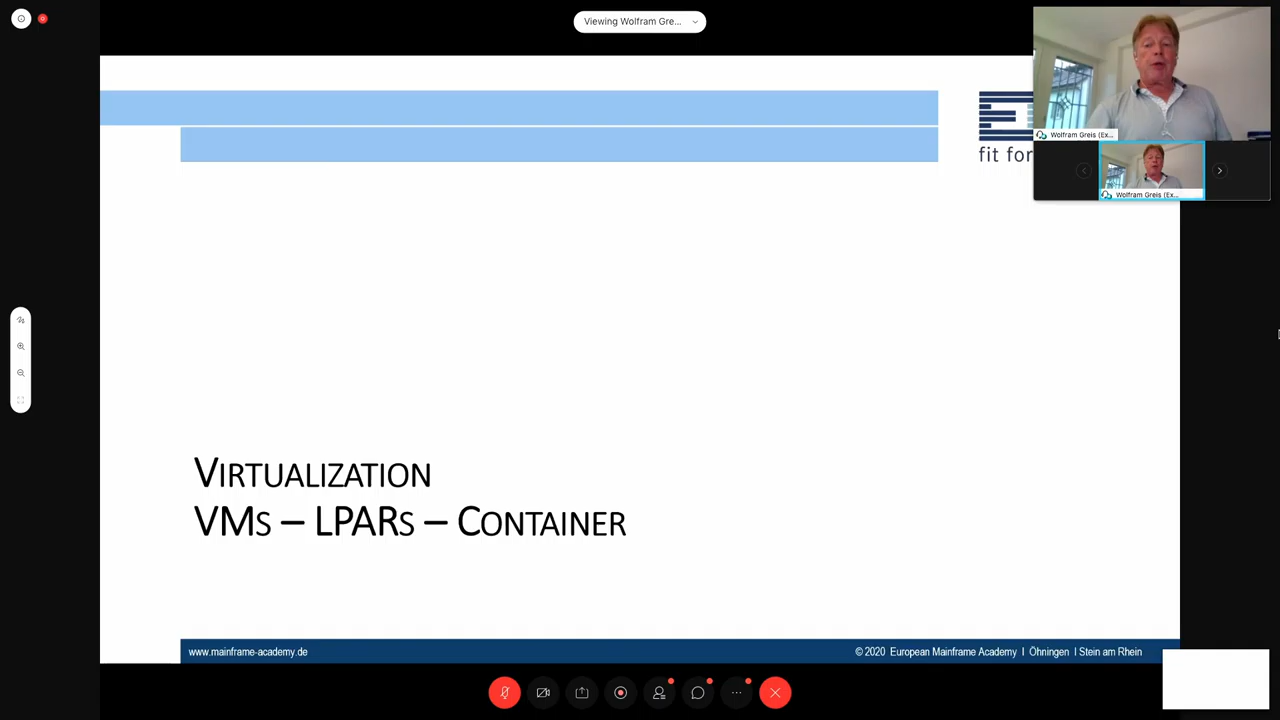 Viewing Wolfram Gre...
Wolfram Greis (Ex...
Wolfram Greis (Ex...
fit for
VIRTUALIZATION
VMS – LPARS – CONTAINER
www.mainframe-academy.de
© 2020 European Mainframe Academy I Öhningen I Stein am Rhein